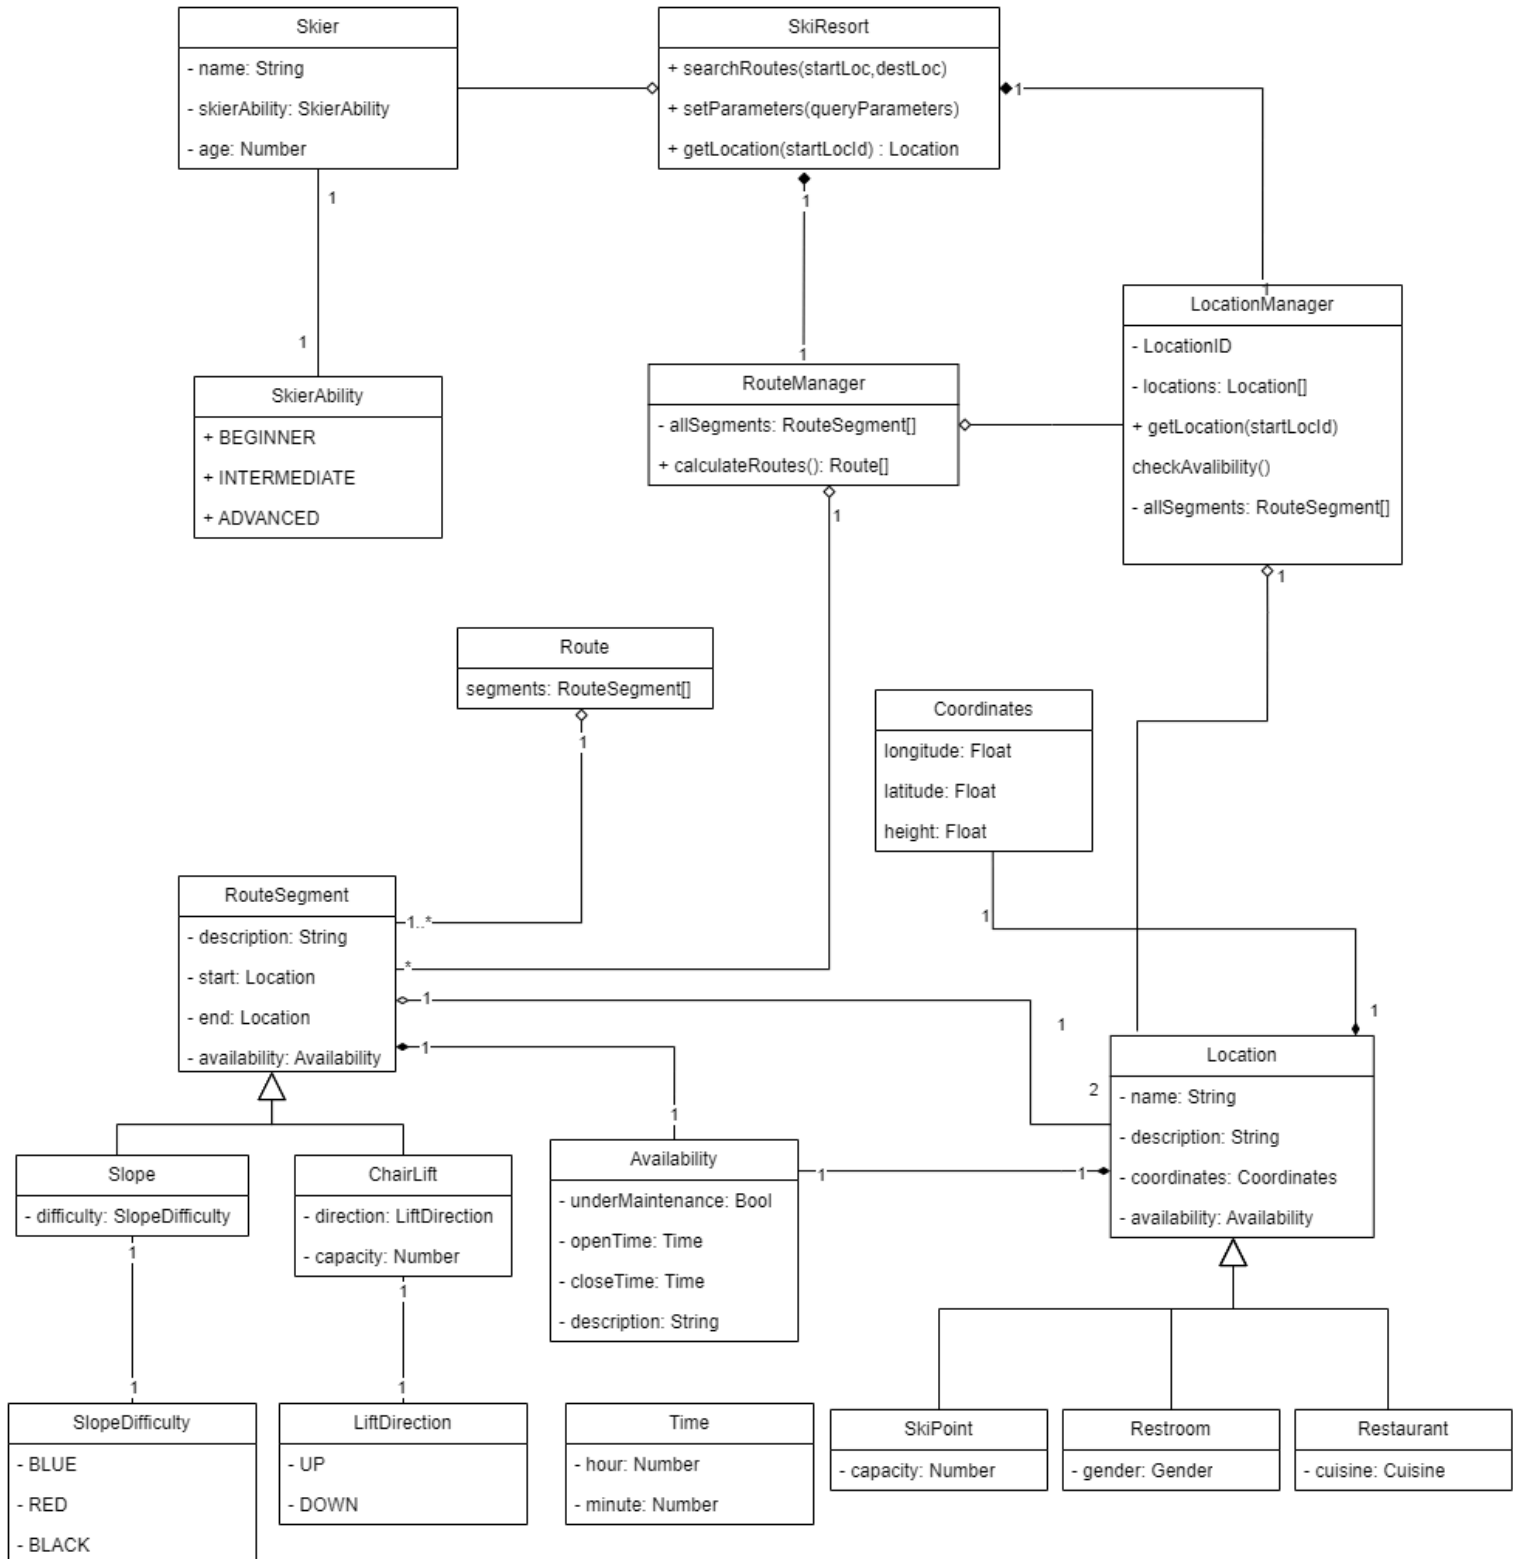 Skier
- name: String
- skierAbility: SkierAbility
- age: Number
SkiResort
+ searchRoutes(startLoc,destLoc)
+ setParameters(queryParameters)
+ getLocation(startLocId) : Location
1
1
1
1
1
1
SkierAbility
+ BEGINNER
+ INTERMEDIATE
+ ADVANCED
RouteManager
- allSegments: RouteSegment[]
+ calculateRoutes(): Route[]
LocationManager
- LocationID
- locations: Location[]
+ getLocation(startLocId)
checkAvalibility()
- allSegments: RouteSegment[]
1
1
Route
segments: RouteSegment[]
1
Coordinates
longitude: Float
latitude: Float
height: Float
1
RouteSegment
- description: String
- start: Location
- end: Location
- availability: Availability
1..*
*
1
1
1
1
1
2
Location
- name: String
- description: String
- coordinates: Coordinates
- availability: Availability
Slope
- difficulty: SlopeDifficulty
ChairLift
- direction: LiftDirection
- capacity: Number
Availability
- underMaintenance: Bool
- openTime: Time
- closeTime: Time
- description: String
1
1
1
1
1
1
SlopeDifficulty
- BLUE
- RED
- BLACK
LiftDirection
- UP
- DOWN
Time
- hour: Number
- minute: Number
SkiPoint
- capacity: Number
Restroom
- gender: Gender
Restaurant
- cuisine: Cuisine